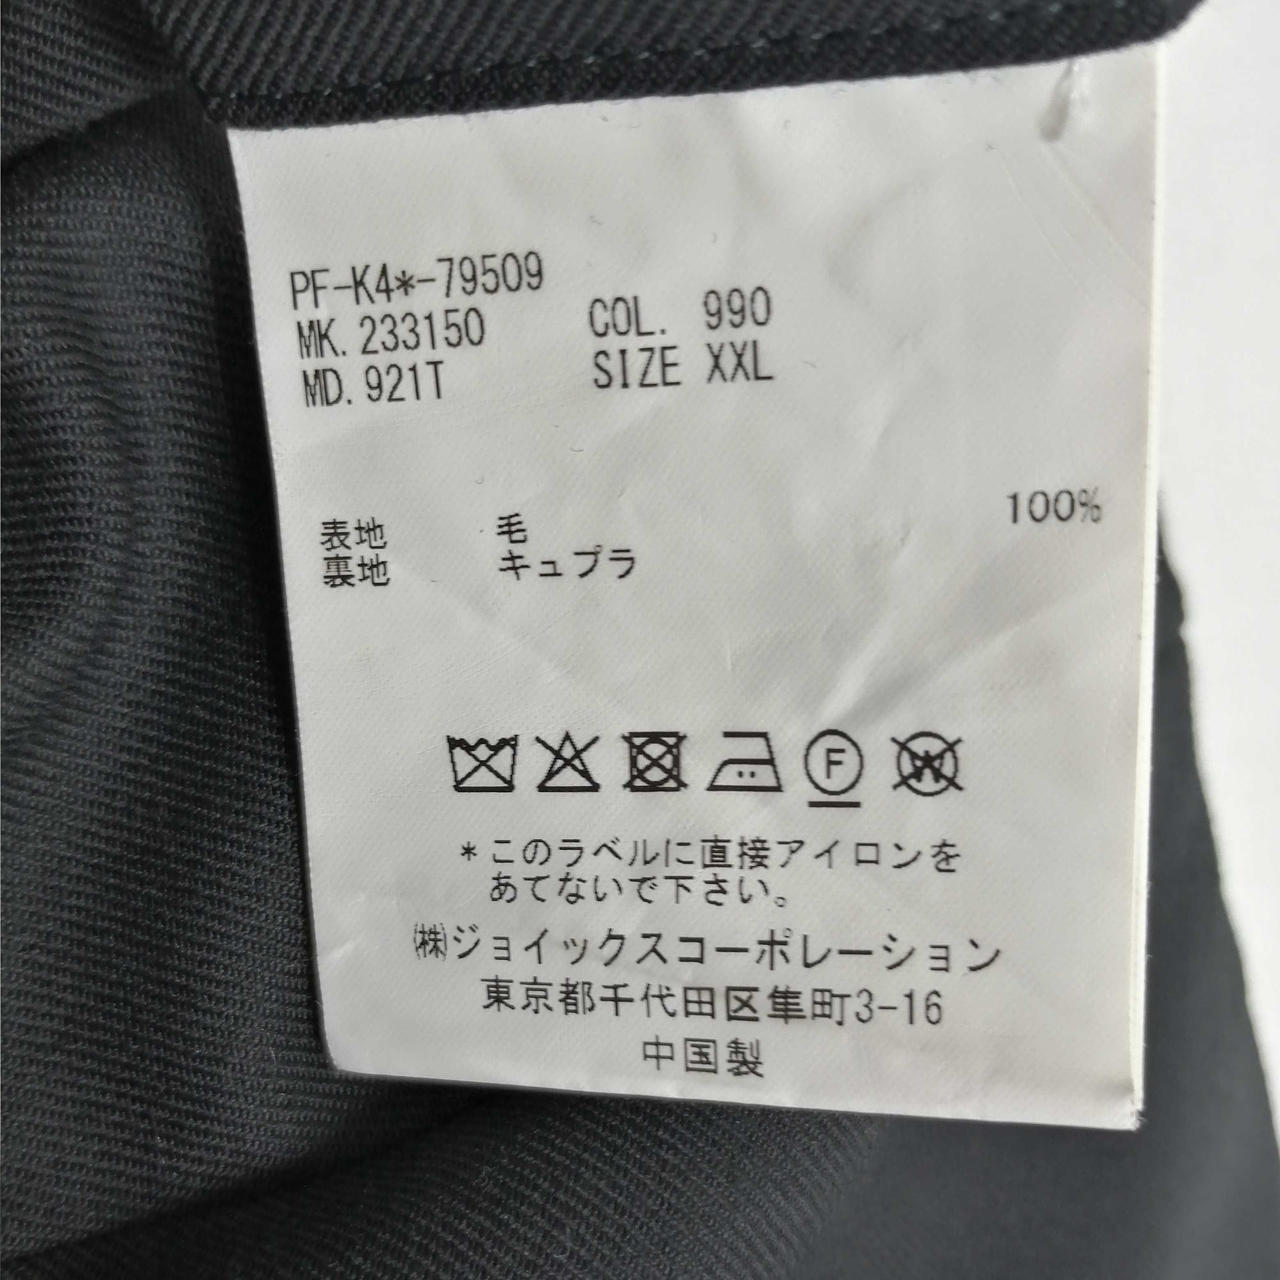 PF-K4*-79509
MK. 233150 COL. 990
MD. 921T SIZE XXL
表地 毛 100%
裏地 キュプラ
F
W
*このラベルに直接アイロンを
あてないで下さい。
㈱ジョイックスコーポレーション
東京都千代田区隼町3-16
中国製